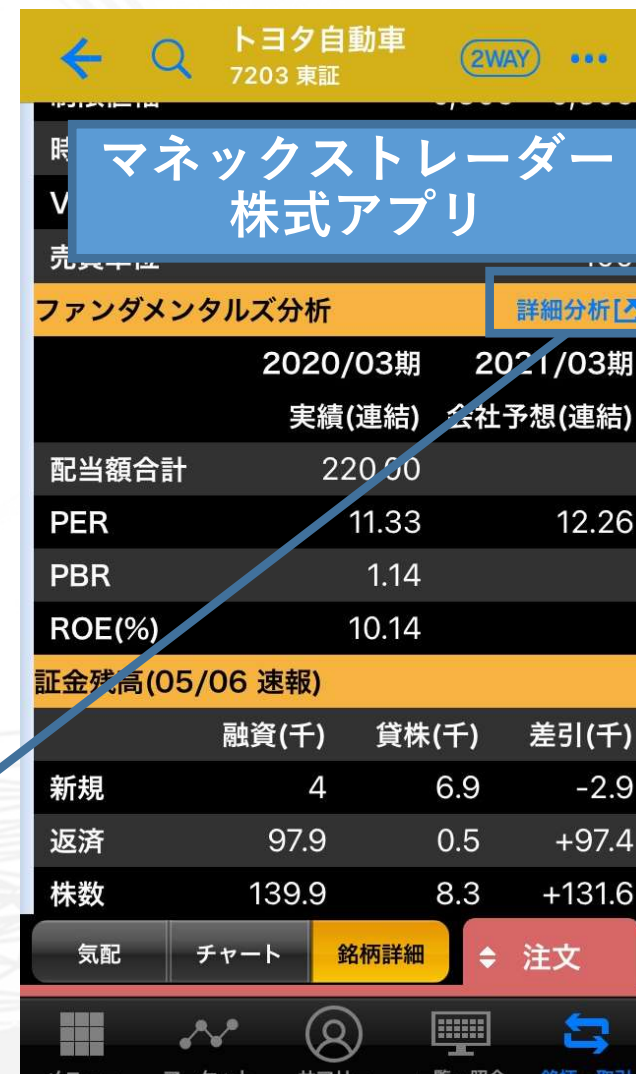 トヨタ自動車
7203 東証
2WAY
マネックストレーダー
株式アプリ
ファンダメンタルズ分析 詳細分析
2020/03期 2021/03期
実績(連結) 会社予想(連結)
配当額合計 220.00
PER 11.33 12.26
PBR 1.14
ROE(%) 10.14
証金残高(05/06 速報)
融資(千) 貸株(千) 差引(千)
新規 4 6.9 -2.9
返済 97.9 0.5 +97.4
株数 139.9 8.3 +131.6
気配 チャート 銘柄詳細 注文